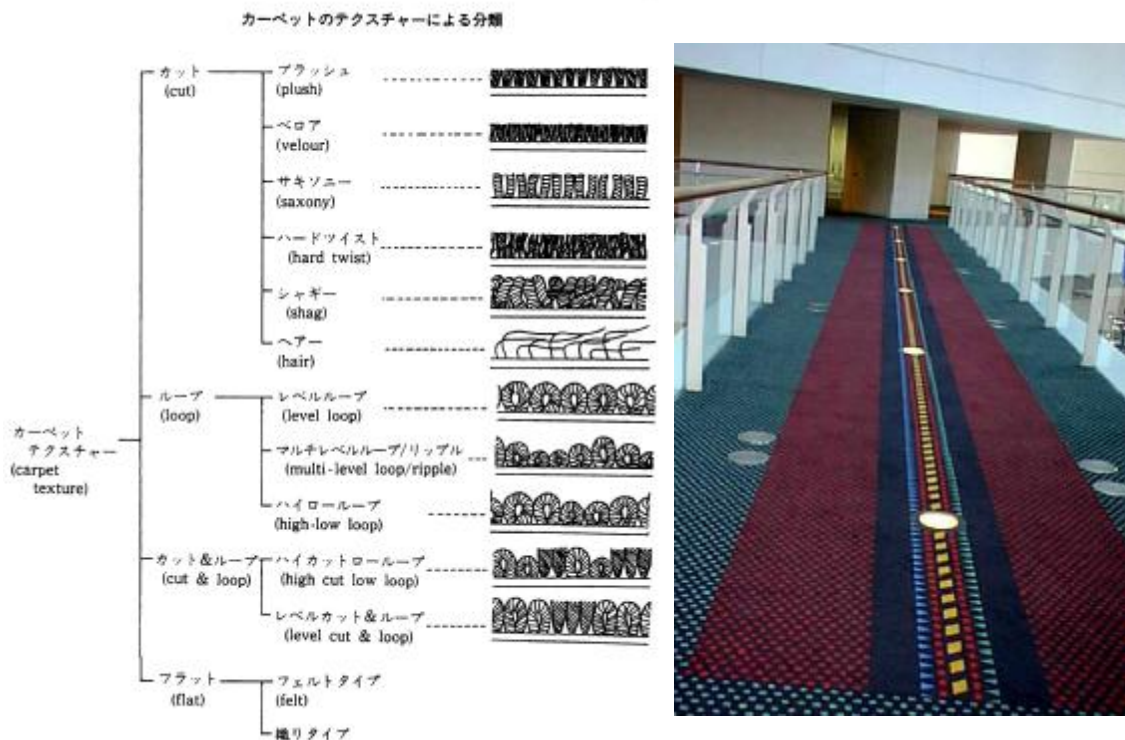 カーペットのテクスチャーによる分類
カット
(cut)
プラッシュ
(plush)
ベロア
(velour)
サキソニー
(saxony)
ハードツイスト
(hard twist)
シャギー
(shag)
ヘアー
(hair)
ループ
(loop)
レベルループ
(level loop)
カーペット
テクスチャー
(carpet
texture)
マルチレベルループ/リップル
(multi-level loop/ripple)
ハイローループ
(high-low loop)
カット&ループ
(cut & loop)
ハイカットローループ
(high cut low loop)
レベルカット&ループ
(level cut & loop)
フラット
(flat)
フェルトタイプ
(felt)
織りタイプ